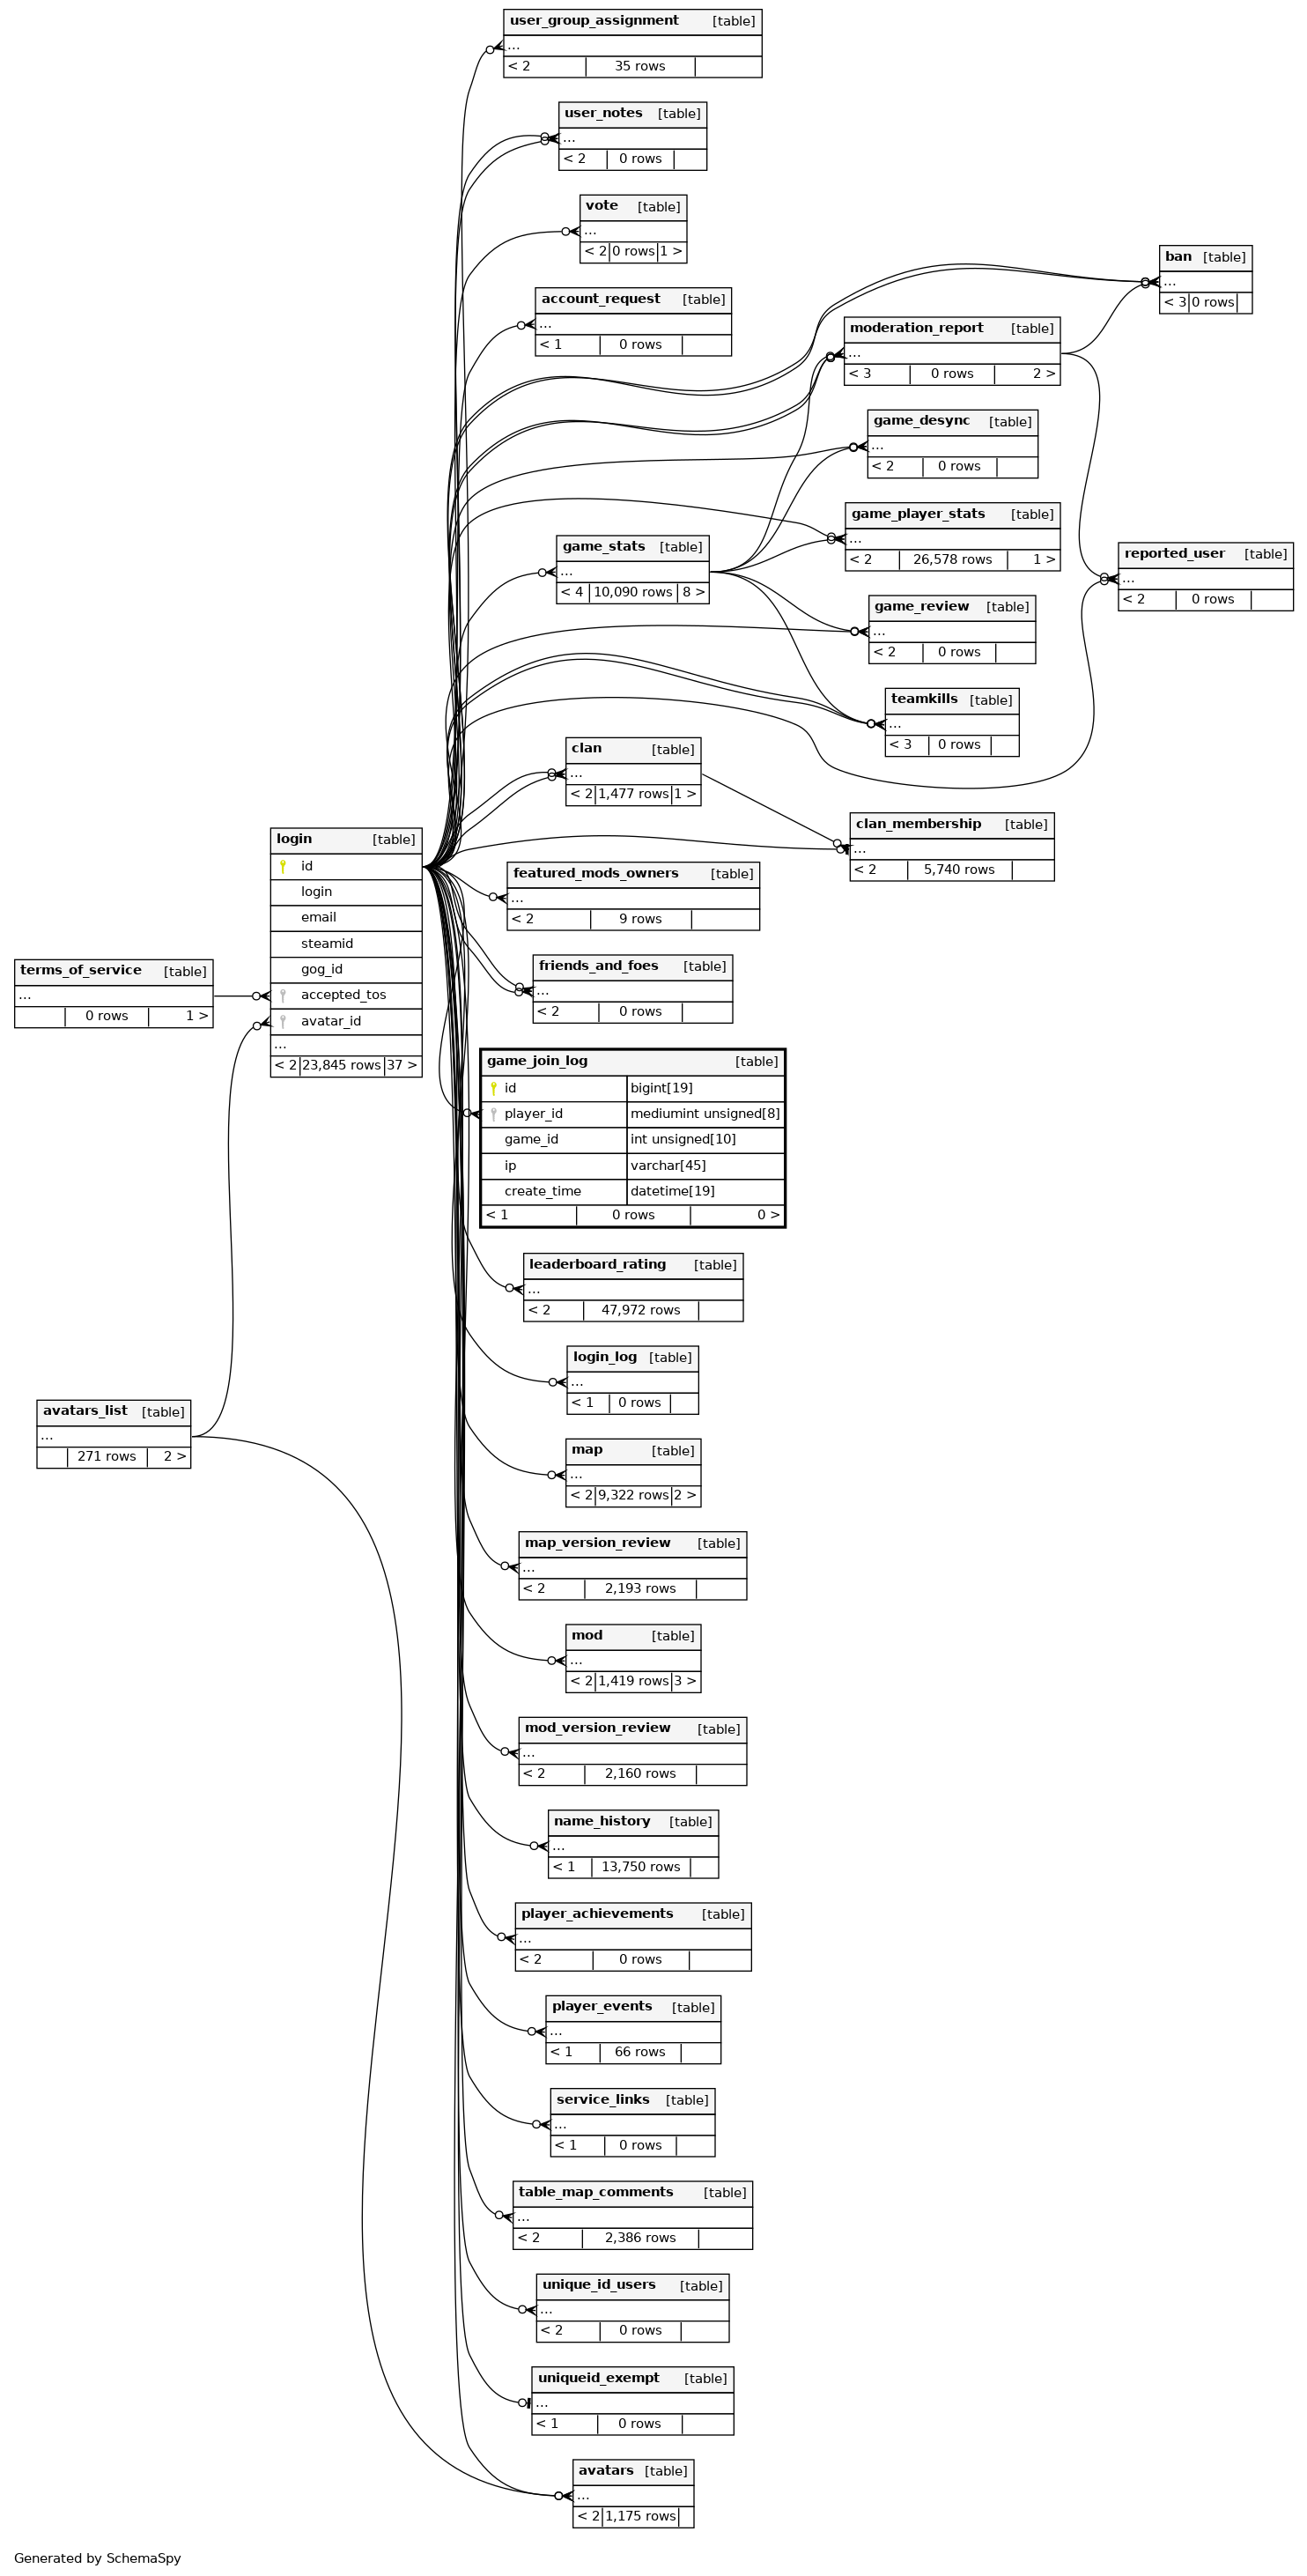 user_group_assignment [table]
...
< 2 35 rows
user_notes [table]
...
< 2 0 rows
vote [table]
...
< 2 0 rows 1 >
ban [table]
...
< 3 0 rows
account_request [table]
...
< 1 0 rows
moderation_report [table]
...
< 3 0 rows 2 >
game_desync [table]
...
< 2 0 rows
game_player_stats [table]
...
< 2 26,578 rows 1 >
game_stats [table]
...
< 4 10,090 rows 8 >
reported_user [table]
...
< 2 0 rows
game_review [table]
...
< 2 0 rows
teamkills [table]
...
< 3 0 rows
clan [table]
...
< 2 1,477 rows 1 >
clan_membership [table]
...
< 2 5,740 rows
login [table]
id
login
email
steamid
gog_id
accepted_tos
avatar_id
...
< 2 23,845 rows 37 >
featured_mods_owners [table]
...
< 2 9 rows
terms_of_service [table]
...
0 rows 1 >
friends_and_foes [table]
...
< 2 0 rows
game_join_log [table]
id bigint[19]
player_id mediumint unsigned[8]
game_id int unsigned[10]
ip varchar[45]
create_time datetime[19]
< 1 0 rows 0 >
leaderboard_rating [table]
...
< 2 47,972 rows
login_log [table]
...
< 1 0 rows
avatars_list [table]
...
271 rows 2 >
map [table]
...
< 2 9,322 rows 2 >
map_version_review [table]
...
< 2 2,193 rows
mod [table]
...
< 2 1,419 rows 3 >
mod_version_review [table]
...
< 2 2,160 rows
name_history [table]
...
< 1 13,750 rows
player_achievements [table]
...
< 2 0 rows
player_events [table]
...
< 1 66 rows
service_links [table]
...
< 1 0 rows
table_map_comments [table]
...
< 2 2,386 rows
unique_id_users [table]
...
< 2 0 rows
uniqueid_exempt [table]
...
< 1 0 rows
avatars [table]
...
< 2 1,175 rows
Generated by SchemaSpy